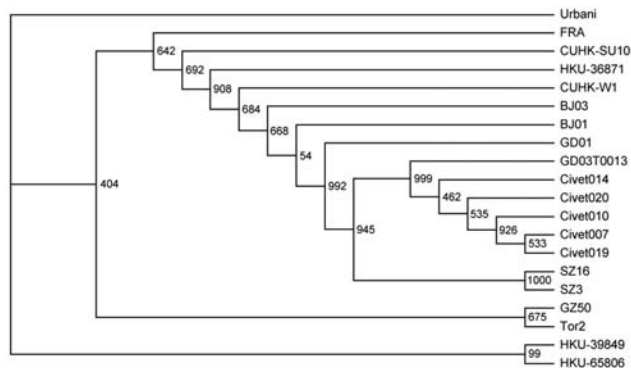 Urbani
FRA
642
CUHK-SU10
692
HKU-36871
908
CUHK-W1
684
BJ03
668
BJ01
54
GD01
992
GD03T0013
999
Civet014
462
Civet020
535
Civet010
926
Civet007
533
Civet019
945
SZ16
1000
SZ3
404
GZ50
675
Tor2
HKU-39849
99
HKU-65806